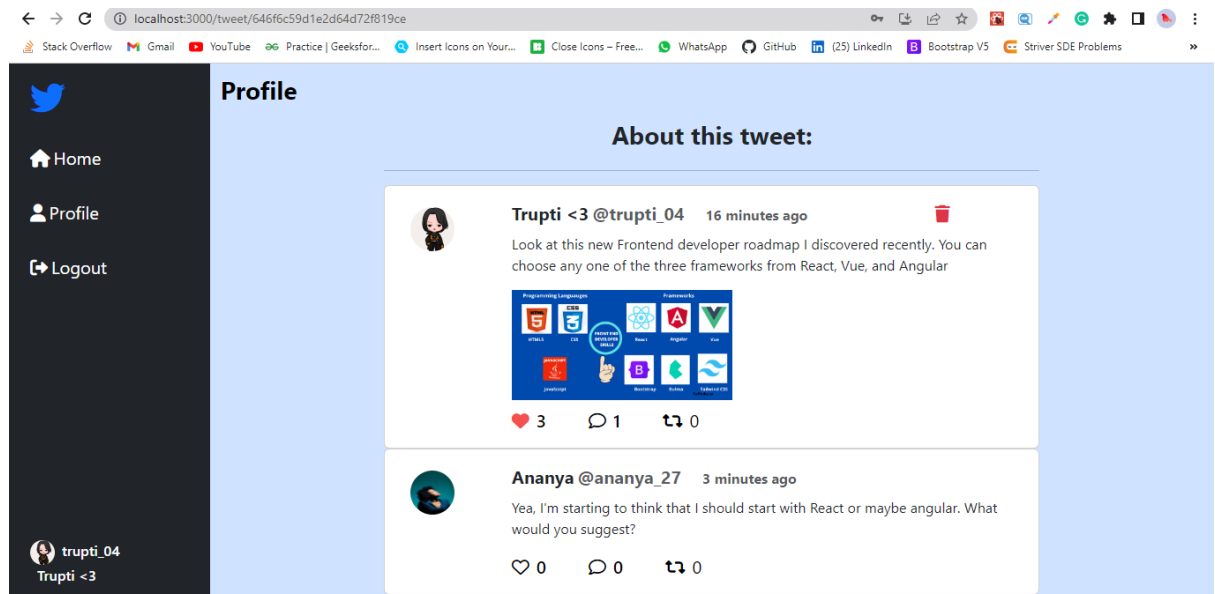 localhost:3000/tweet/646f6c59d1e2d64d72f819ce
Stack Overflow Gmail YouTube Practice | Geeksfor... Insert Icons on Your... Close Icons – Free... WhatsApp GitHub (25) LinkedIn Bootstrap V5 Striver SDE Problems »
Profile
About this tweet:
Home
Profile
Logout
trupti_04
Trupti <3
Trupti <3 @trupti_04 16 minutes ago
Look at this new Frontend developer roadmap I discovered recently. You can
choose any one of the three frameworks from React, Vue, and Angular
Programming Languages Frameworks
HTML5 CSS
FRONT END
DEVELOPER
SKILLS
React Angular Vue
JavaScript
Bootstrap Bulma Tailwind CSS
3 1 0
Ananya @ananya_27 3 minutes ago
Yea, I'm starting to think that I should start with React or maybe angular. What
would you suggest?
0 0 0